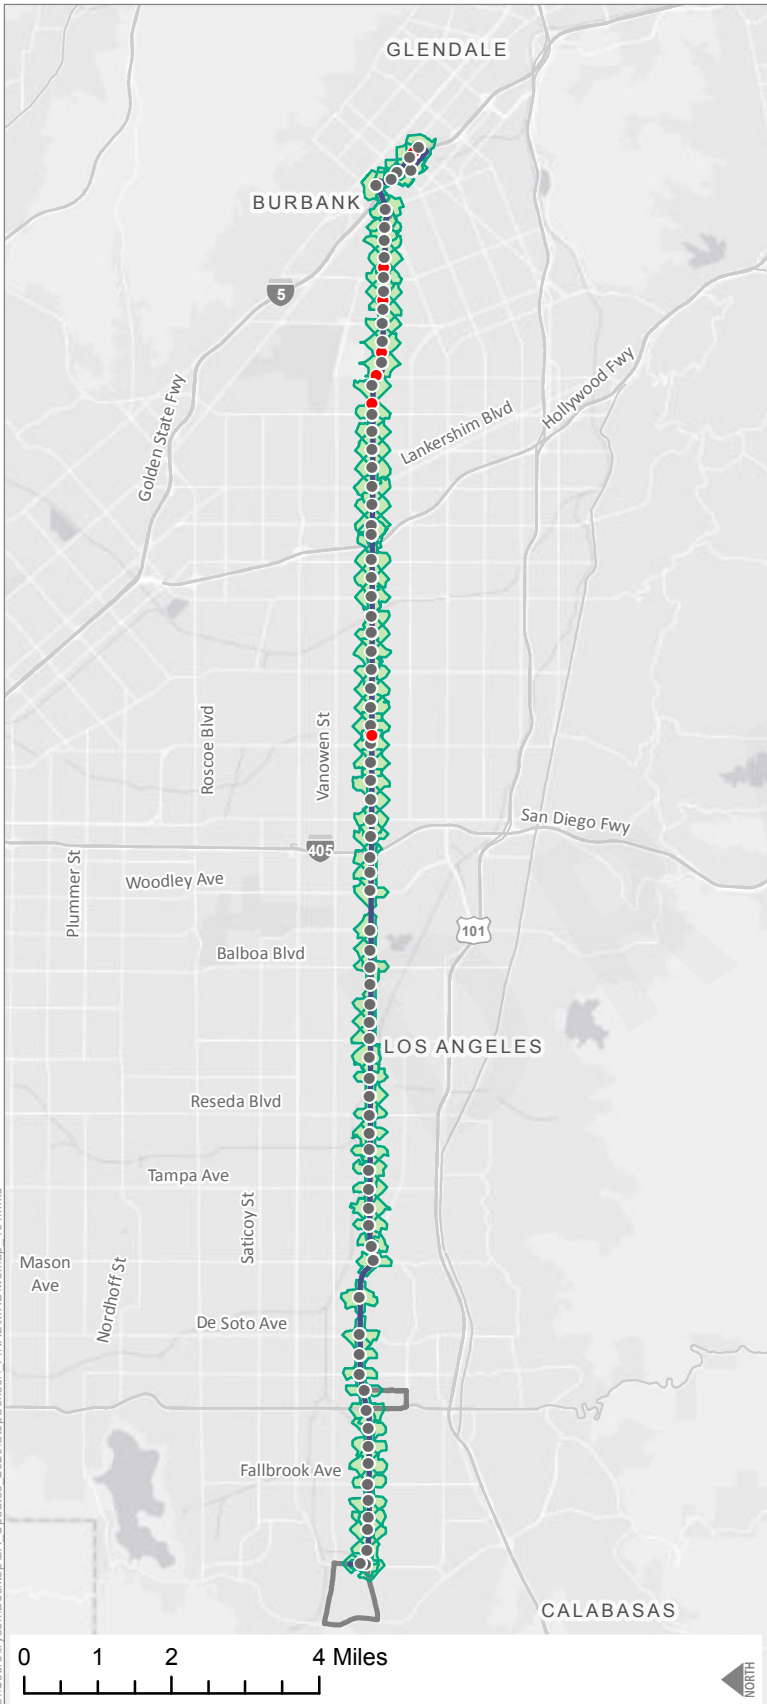 GLENDALE
BURBANK
5
Golden State Fwy
Hollywood Fwy
Lankershim Blvd
Roscoe Blvd
Vanowen St
San Diego Fwy
405
Plummer St
Woodley Ave
101
Balboa Blvd
LOS ANGELES
Reseda Blvd
Tampa Ave
Saticoy St
Mason
Ave
Nordhoff St
De Soto Ave
Fallbrook Ave
CALABASAS
0 1 2 4 Miles
NORTH